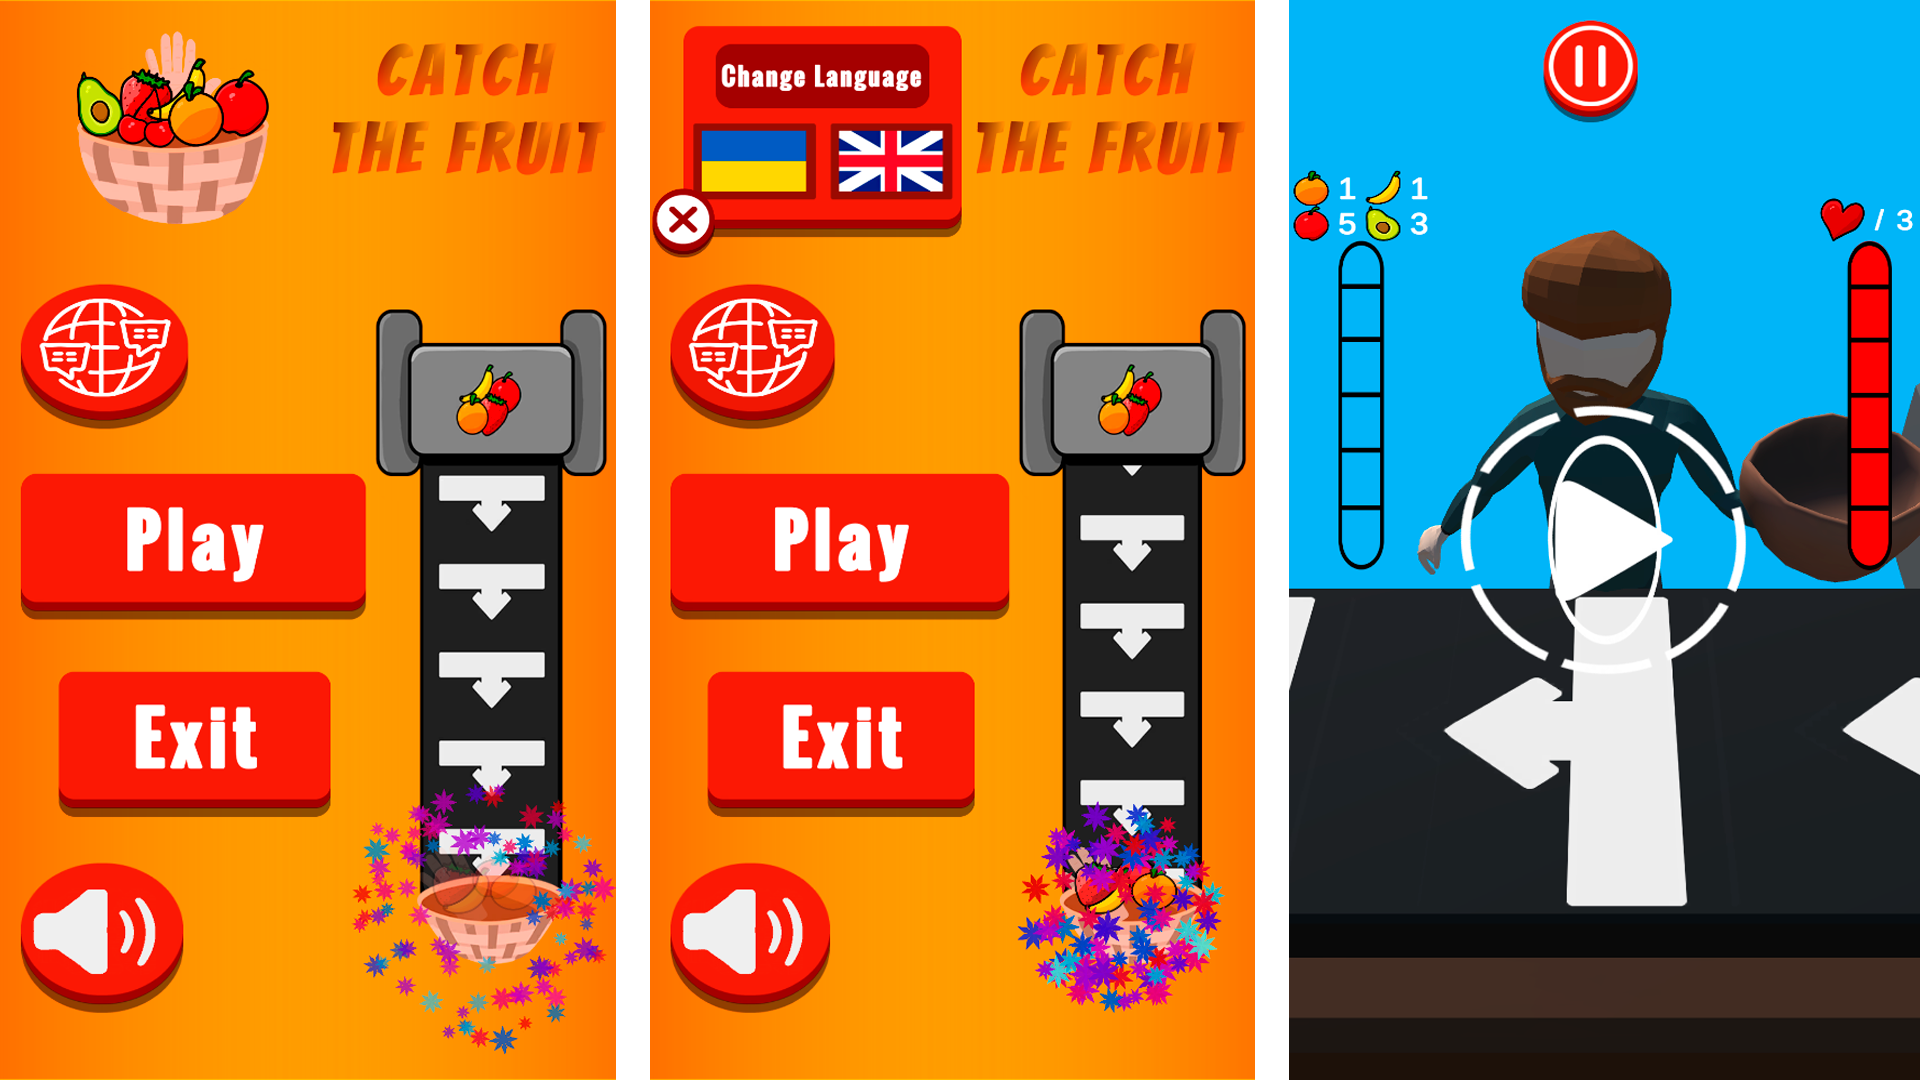 CATCH
THE FRUIT
Play
Exit
Change Language
CATCH
THE FRUIT
Play
Exit
1 1
5 3
/ 3